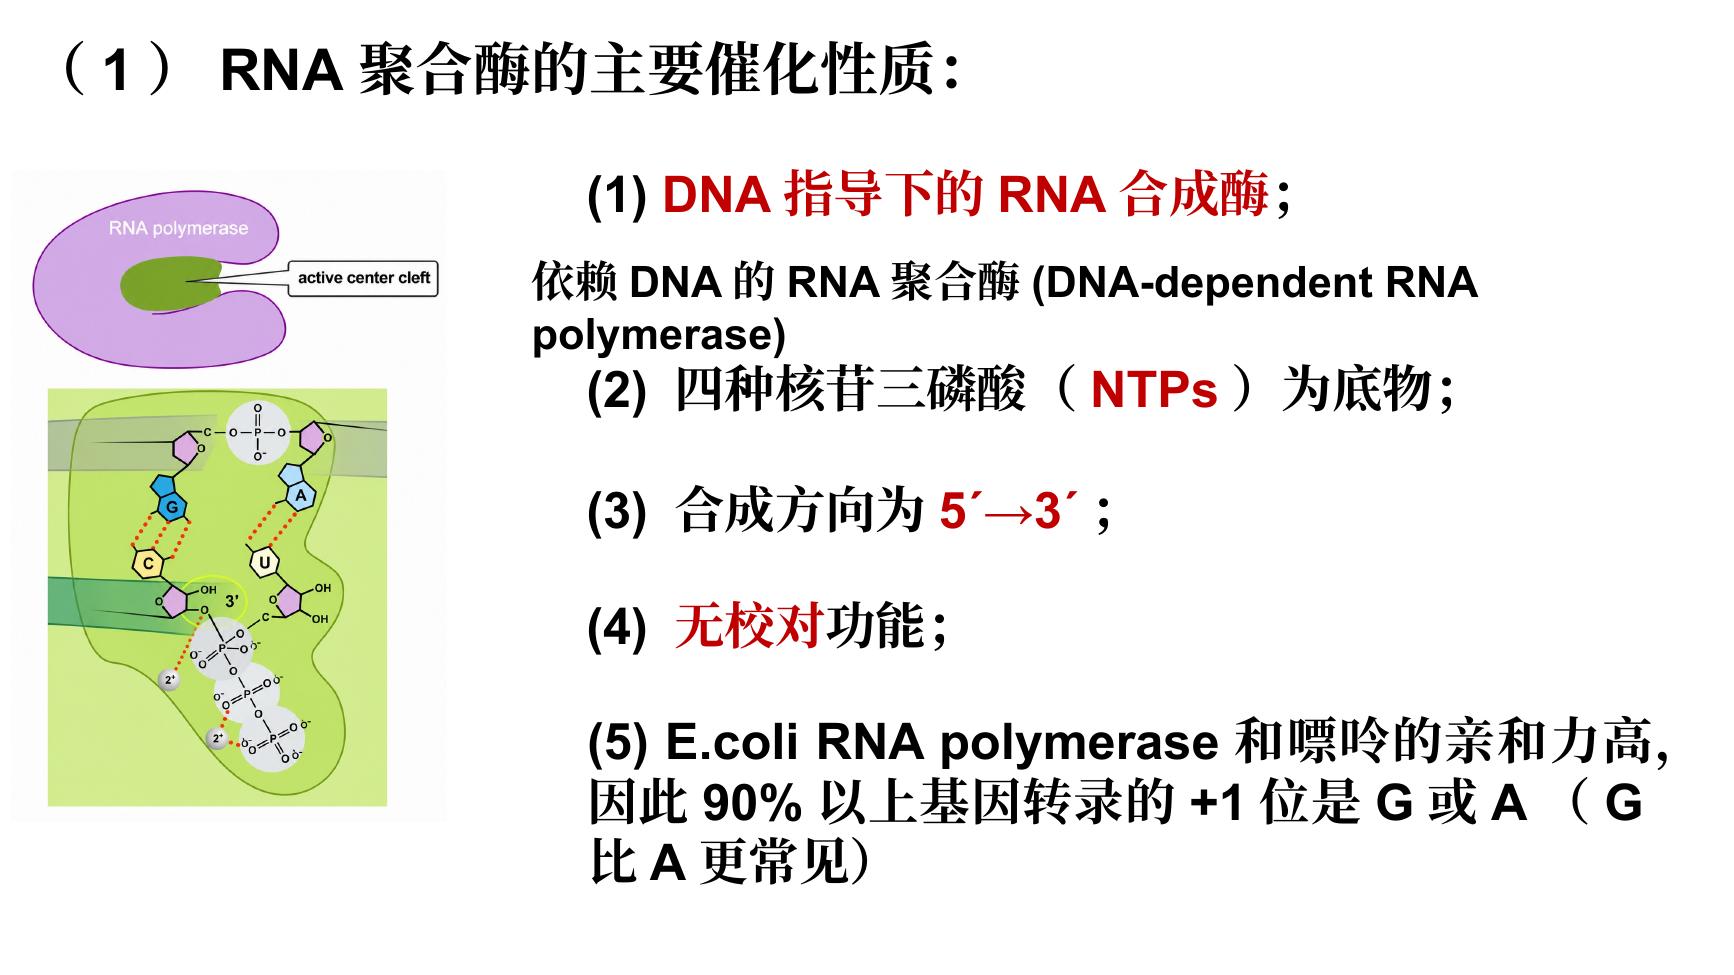 （1） RNA 聚合酶的主要催化性质：
RNA polymerase
active center cleft
(1) DNA 指导下的 RNA 合成酶；
依赖 DNA 的 RNA 聚合酶 (DNA-dependent RNA
polymerase)
(2) 四种核苷三磷酸（ NTPs ）为底物；
(3) 合成方向为 5´→3´；
(4) 无校对功能；
(5) E.coli RNA polymerase 和嘌呤的亲和力高，
因此 90% 以上基因转录的 +1 位是 G 或 A （ G
比 A 更常见）
O
C O P O O
O
O⁻
G
A
C
U
OH
O
O
3'
O
OH
C
OH
O
O⁻ P O O⁻
O
O
2+
O⁻ P O O⁻
O
O
2+
O⁻ P O O⁻
O
O O⁻